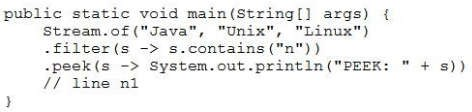 public static void main(String[] args) {
    Stream.of("Java", "Unix", "Linux")
    .filter(s -> s.contains("n"))
    .peek(s -> System.out.println("PEEK: " + s))
    // line n1
}